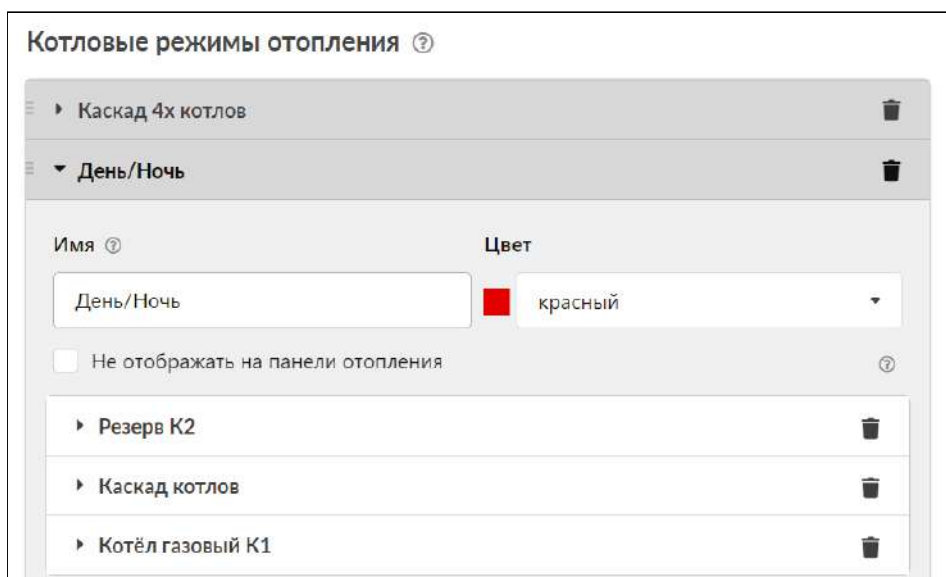 Котловые режимы отопления ?
Каскад 4х котлов
День/Ночь
Имя ? Цвет
День/Ночь красный
Не отображать на панели отопления ?
Резерв К2
Каскад котлов
Котёл газовый К1